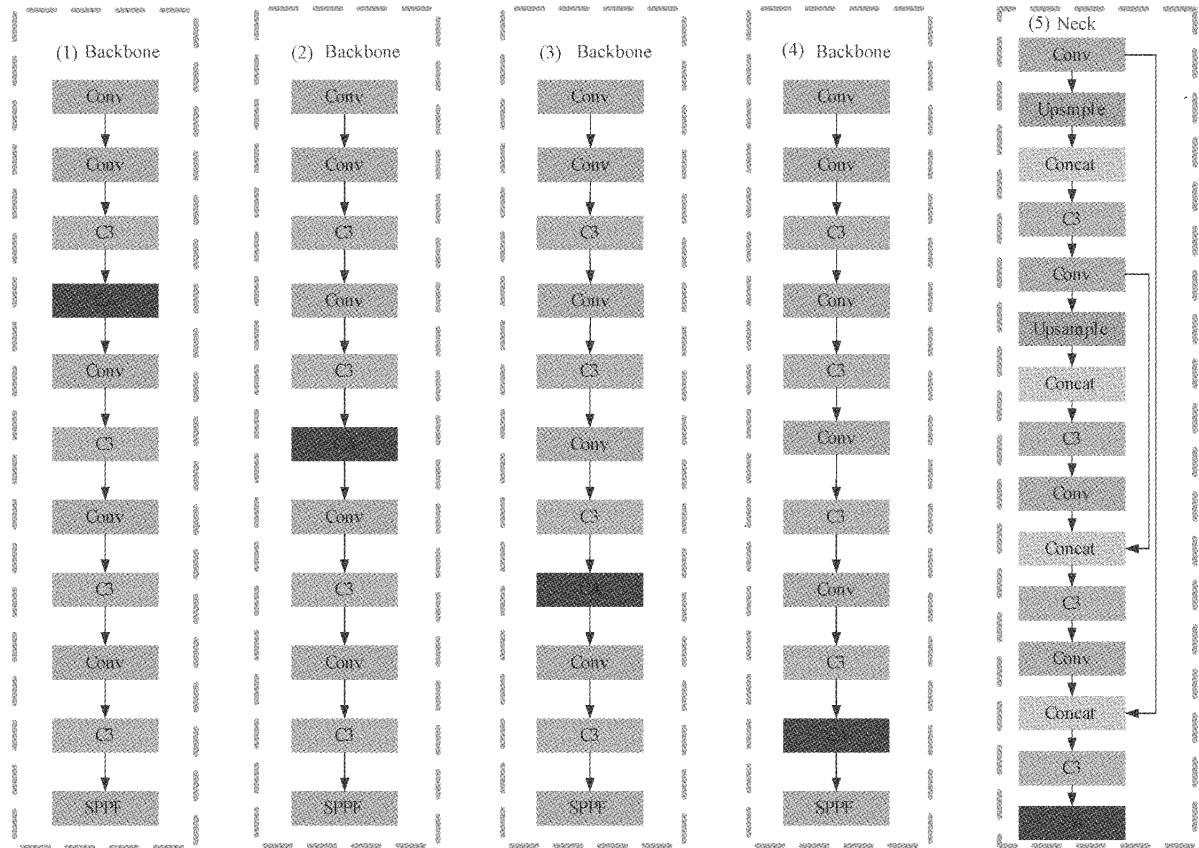 (1) Backbone
Conv
Conv
C3
Conv
C3
Conv
C3
Conv
C3
SPPF
(2) Backbone
Conv
Conv
C3
Conv
C3
Conv
C3
Conv
C3
SPPF
(3) Backbone
Conv
Conv
C3
Conv
C3
Conv
C3
CA
Conv
C3
SPPF
(4) Backbone
Conv
Conv
C3
Conv
C3
Conv
C3
Conv
C3
CA
SPPF
(5) Neck
Conv
Upsmple
Concat
C3
Conv
Upsample
Concat
C3
Conv
Concat
C3
Conv
Concat
C3